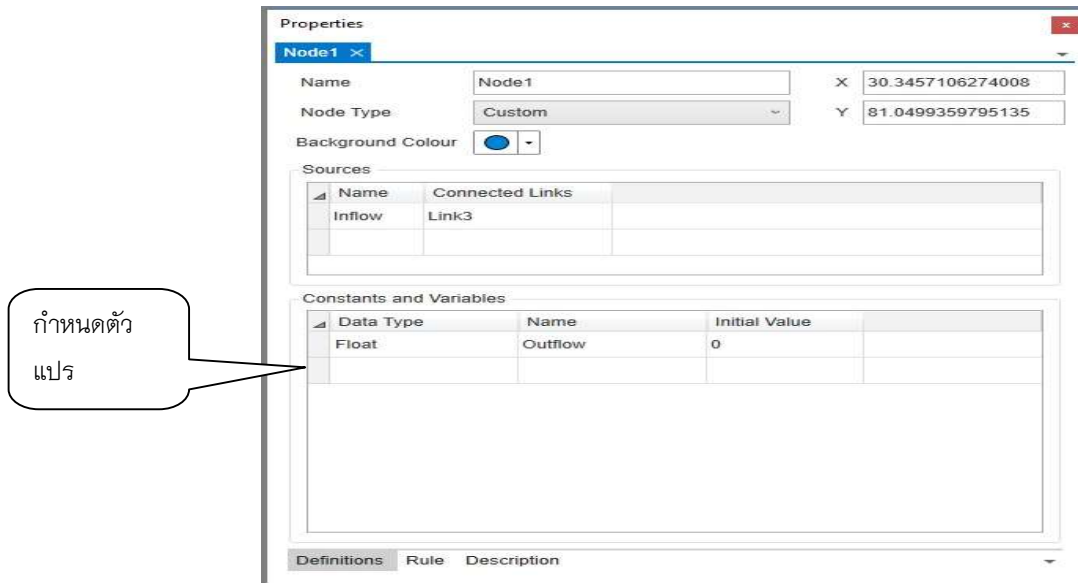 Properties
Node1
Name Node1 X 30.3457106274008
Node Type Custom Y 81.0499359795135
Background Colour
Sources
Name Connected Links
Inflow Link3
กำหนดตัว
แปร
Constants and Variables
Data Type Name Initial Value
Float Outflow 0
Definitions Rule Description